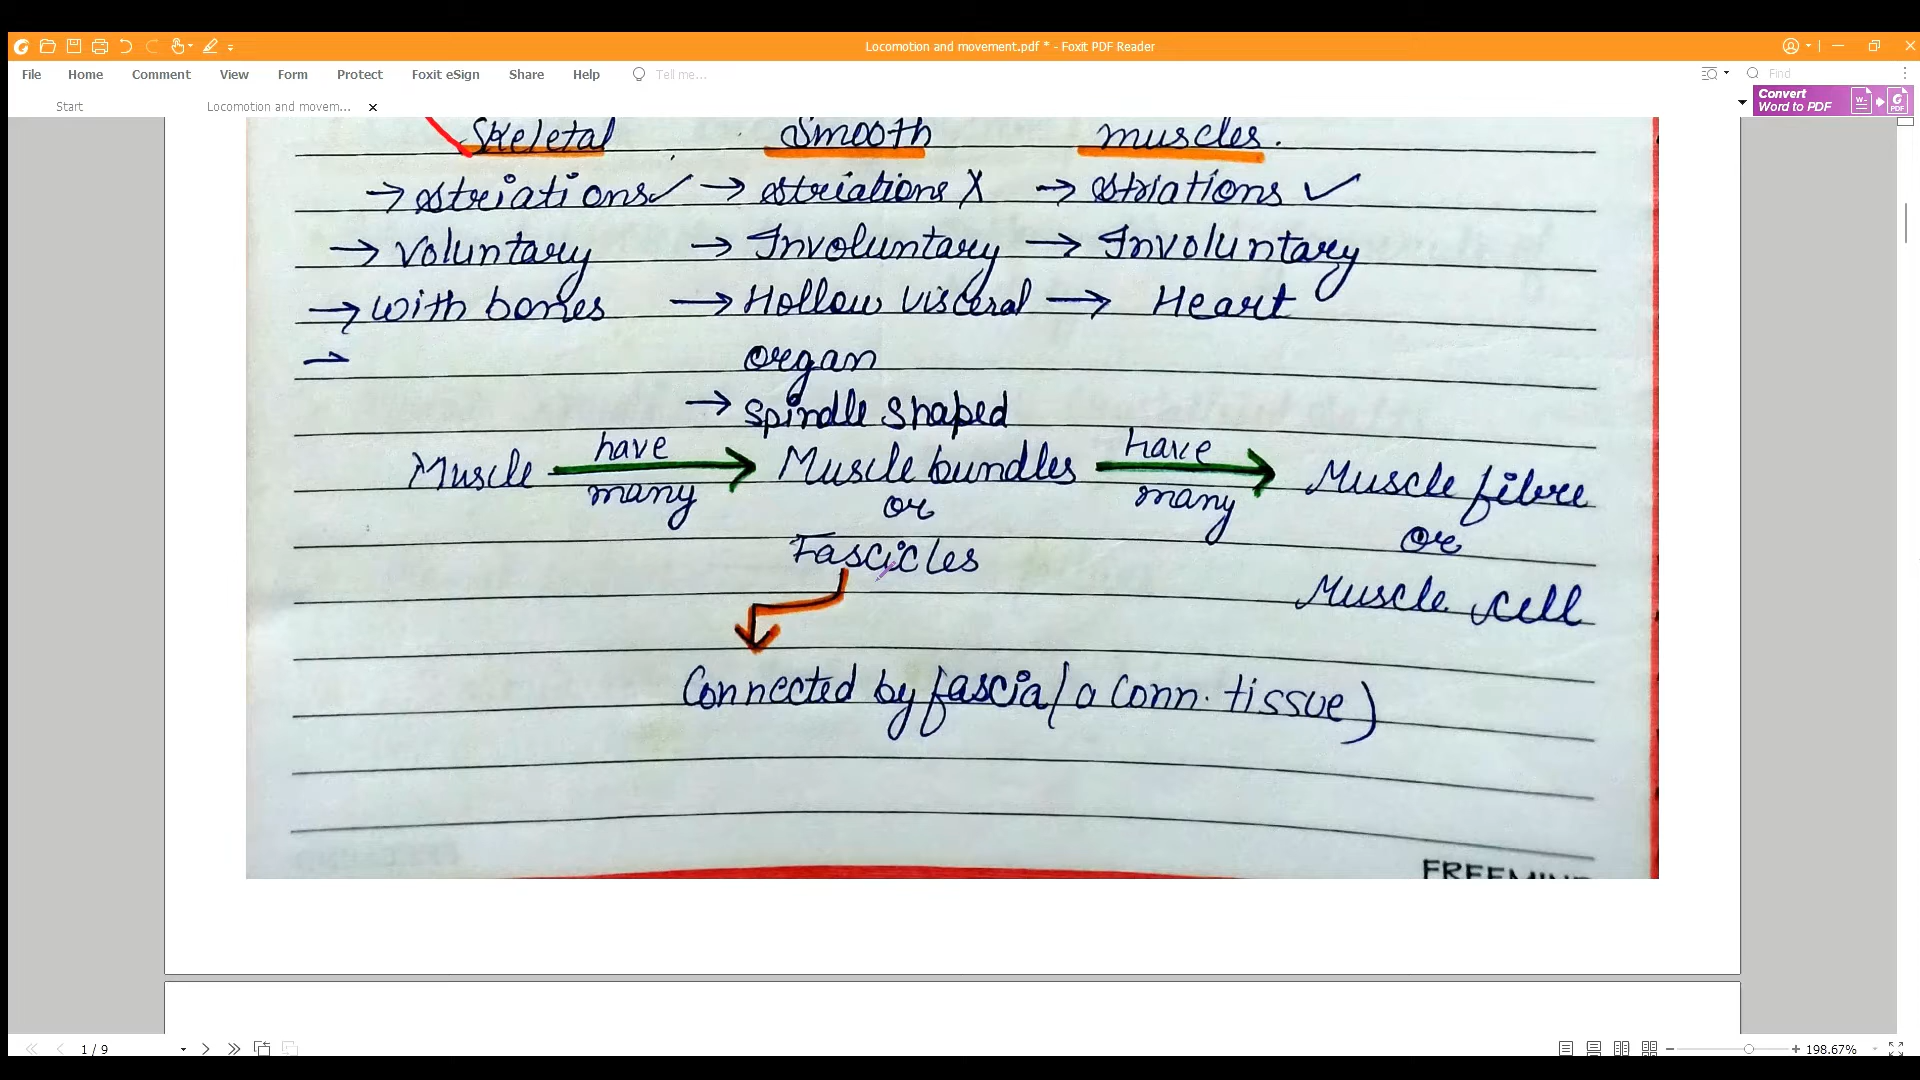 Locomotion and movement.pdf * - Foxit PDF Reader
File Home Comment View Form Protect Foxit eSign Share Help Tell me... Find
Start Locomotion and movem... × Convert Word to PDF
Skeletal Smooth muscles.
→ Striations ✓ → Striations X → Striations ✓
→ Voluntary → Involuntary → Involuntary
→ With bones → Hollow visceral → Heart
→ organ
→ spindle shaped
Muscle have many → Muscle bundles have many → Muscle fibre
or or
Fascicles Muscle cell
Connected by fascia (a conn. tissue)
1 / 9 198.67%